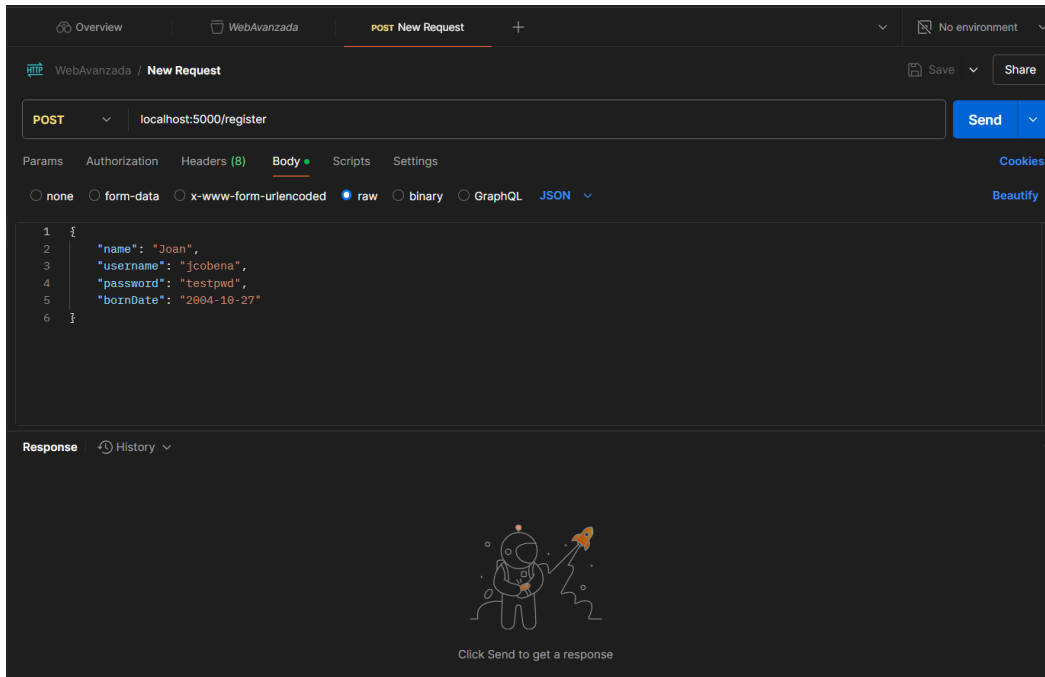 Overview WebAvanzada POST New Request No environment
HTTP WebAvanzada / New Request Save Share
POST localhost:5000/register Send
Params Authorization Headers (8) Body Scripts Settings Cookies
none form-data x-www-form-urlencoded raw binary GraphQL JSON Beautify
1 {
2 "name": "Joan",
3 "username": "jcobena",
4 "password": "testpwd",
5 "bornDate": "2004-10-27"
6 }
Response History
Click Send to get a response